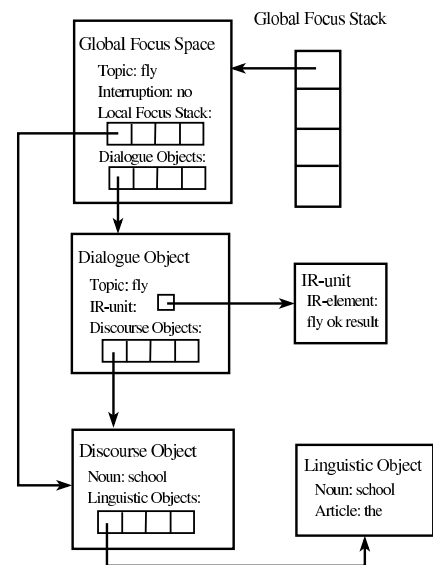 Global Focus Stack
Global Focus Space
Topic: fly
Interruption: no
Local Focus Stack:
Dialogue Objects:
Dialogue Object
Topic: fly
IR-unit:
Discourse Objects:
IR-unit
IR-element:
fly ok result
Discourse Object
Noun: school
Linguistic Objects:
Linguistic Object
Noun: school
Article: the